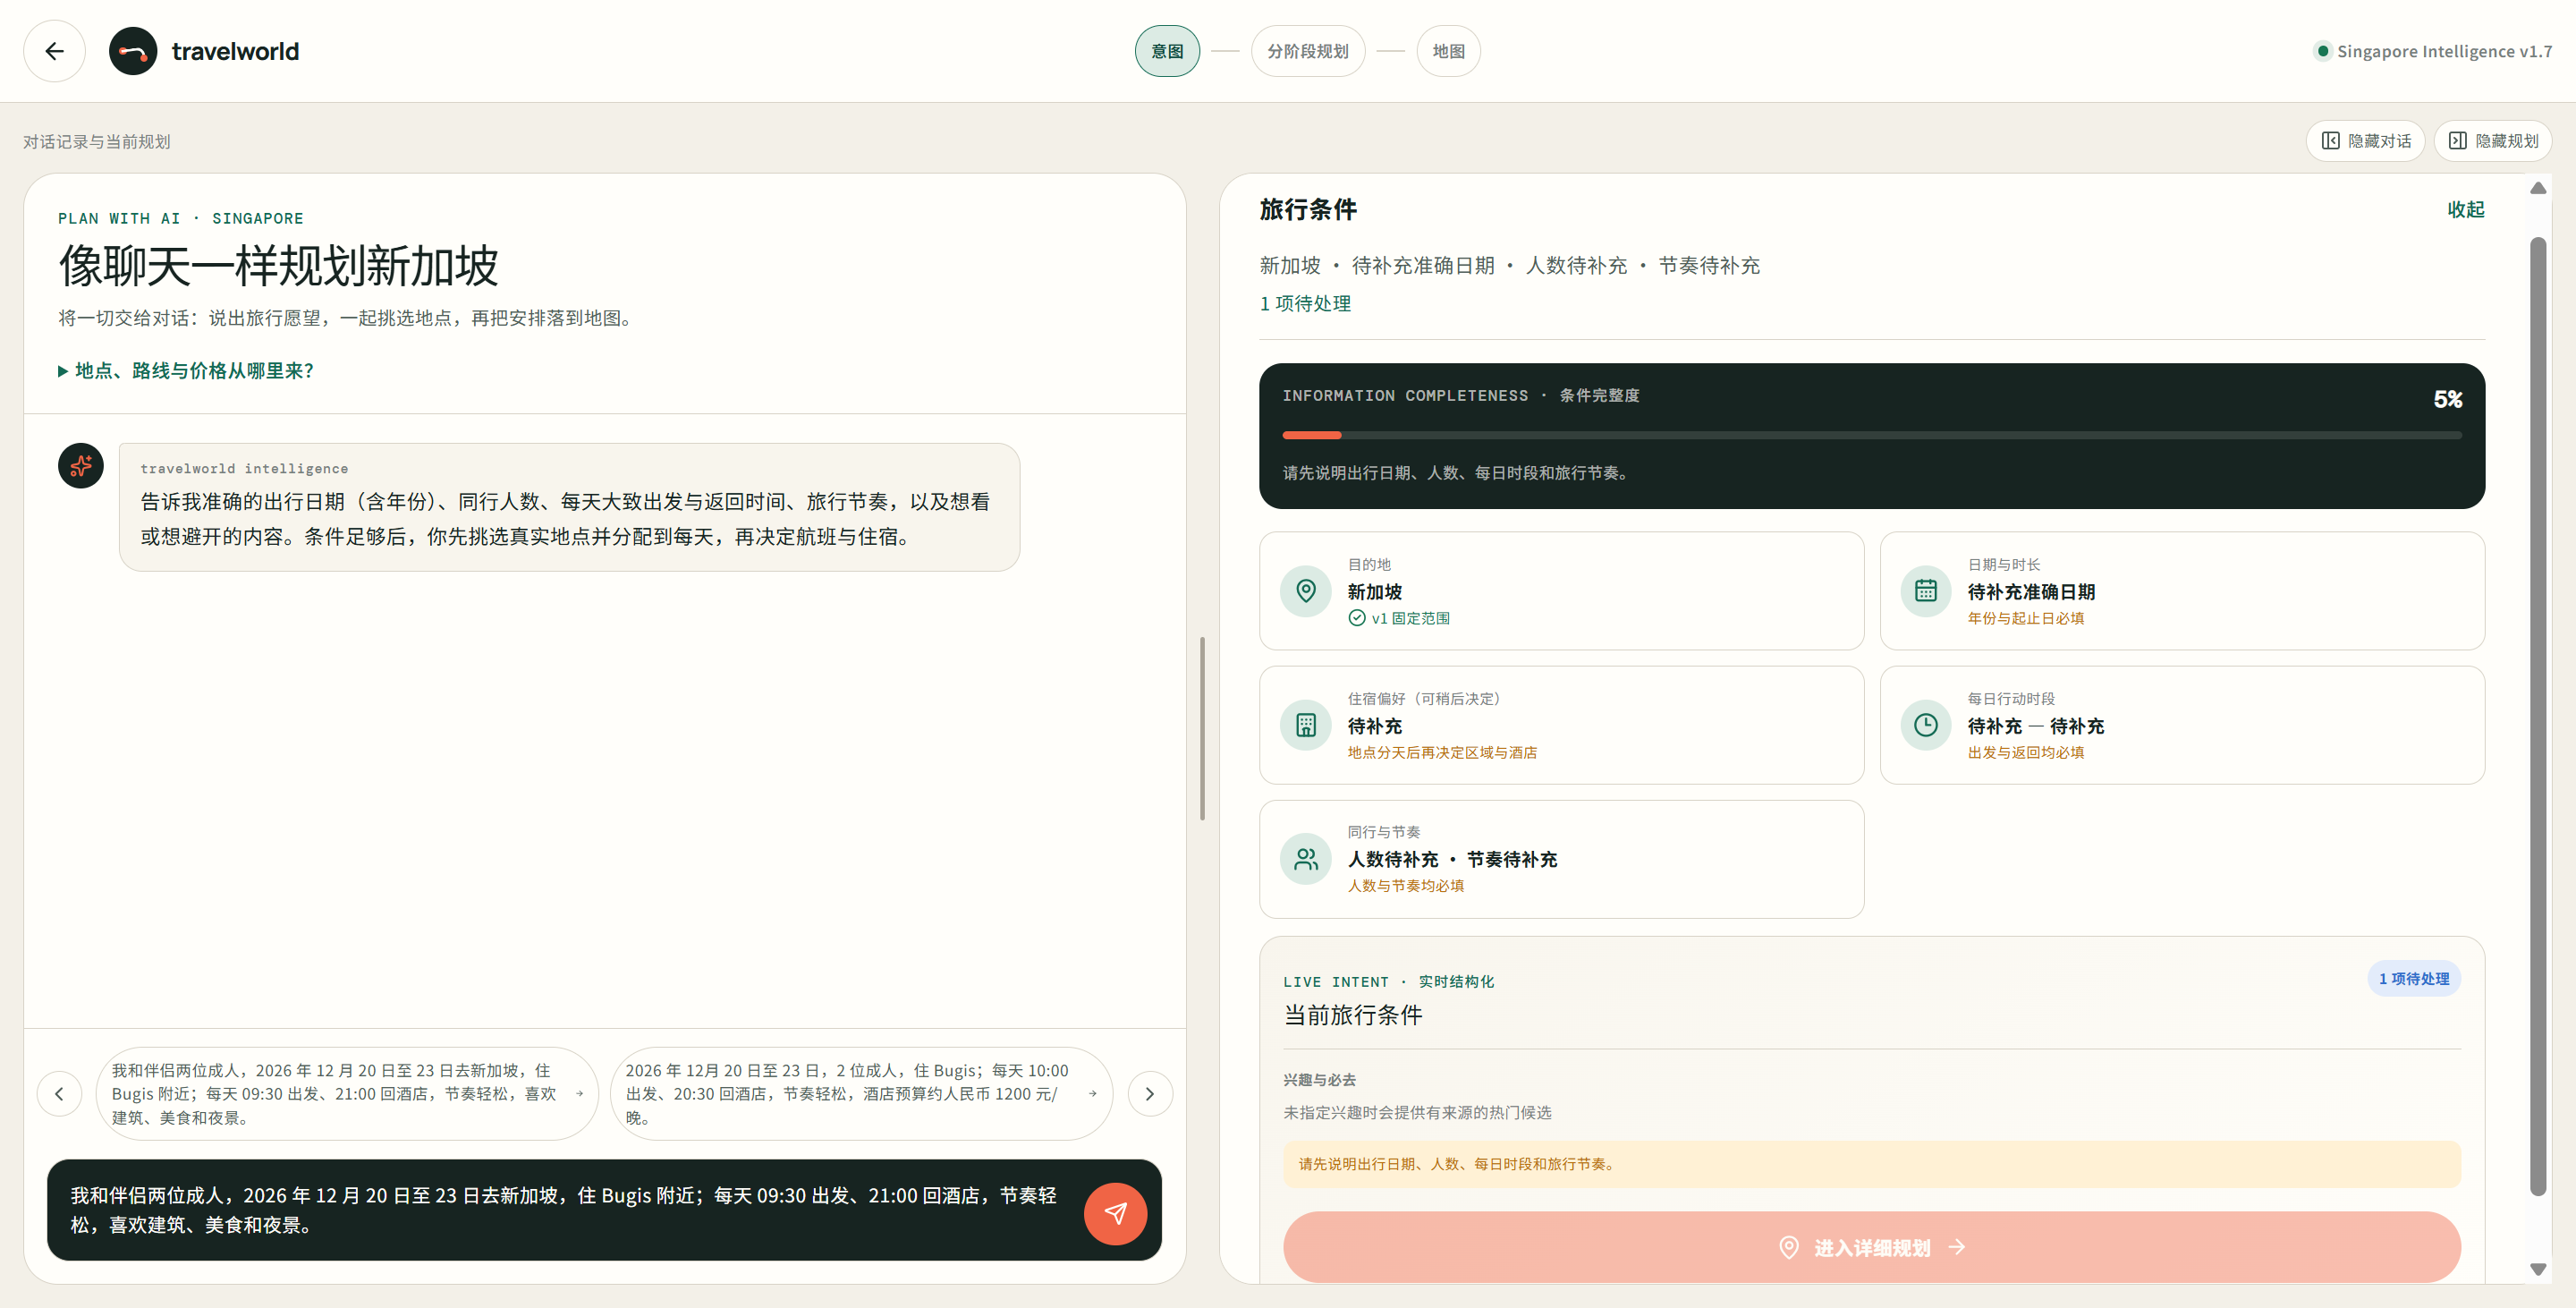 travelworld
意图
分阶段规划
地图
Singapore Intelligence v1.7
对话记录与当前规划
隐藏对话
隐藏规划
PLAN WITH AI · SINGAPORE
像聊天一样规划新加坡
将一切交给对话：说出旅行愿望，一起挑选地点，再把安排落到地图。
地点、路线与价格从哪里来？
travelworld intelligence
告诉我准确的出行日期（含年份）、同行人数、每天大致出发与返回时间、旅行节奏，以及想看
或想避开的内容。条件足够后，你先挑选真实地点并分配到每天，再决定航班与住宿。
我和伴侣两位成人，2026 年 12 月 20 日至 23 日去新加坡，住
Bugis 附近；每天 09:30 出发、21:00 回酒店，节奏轻松，喜欢
建筑、美食和夜景。
2026 年 12月 20 日至 23 日，2 位成人，住 Bugis；每天 10:00
出发、20:30 回酒店，节奏轻松，酒店预算约人民币 1200 元/
晚。
我和伴侣两位成人，2026 年 12 月 20 日至 23 日去新加坡，住 Bugis 附近；每天 09:30 出发、21:00 回酒店，节奏轻
松，喜欢建筑、美食和夜景。
旅行条件
收起
新加坡 • 待补充准确日期 • 人数待补充 • 节奏待补充
1 项待处理
INFORMATION COMPLETENESS · 条件完整度
5%
请先说明出行日期、人数、每日时段和旅行节奏。
目的地
新加坡
v1 固定范围
日期与时长
待补充准确日期
年份与起止日必填
住宿偏好（可稍后决定）
待补充
地点分天后再决定区域与酒店
每日行动时段
待补充 — 待补充
出发与返回均必填
同行与节奏
人数待补充 • 节奏待补充
人数与节奏均必填
LIVE INTENT · 实时结构化
1 项待处理
当前旅行条件
兴趣与必去
未指定兴趣时会提供有来源的热门候选
请先说明出行日期、人数、每日时段和旅行节奏。
进入详细规划